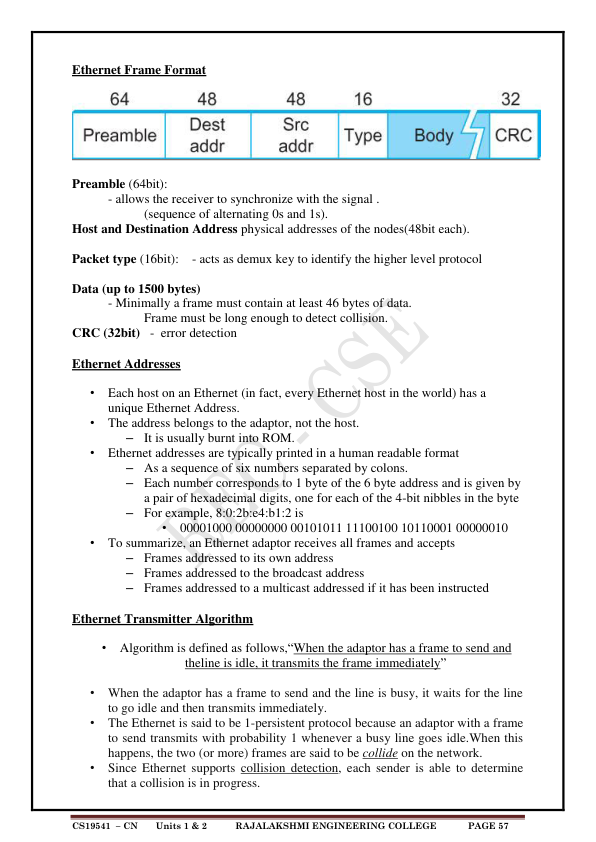 Ethernet Frame Format
64 48 48 16 32
Preamble Dest addr Src addr Type Body CRC
Preamble (64bit):
- allows the receiver to synchronize with the signal .
(sequence of alternating 0s and 1s).
Host and Destination Address physical addresses of the nodes(48bit each).
Packet type (16bit): - acts as demux key to identify the higher level protocol
Data (up to 1500 bytes)
- Minimally a frame must contain at least 46 bytes of data.
Frame must be long enough to detect collision.
CRC (32bit) - error detection
Ethernet Addresses
• Each host on an Ethernet (in fact, every Ethernet host in the world) has a
unique Ethernet Address.
• The address belongs to the adaptor, not the host.
– It is usually burnt into ROM.
• Ethernet addresses are typically printed in a human readable format
– As a sequence of six numbers separated by colons.
– Each number corresponds to 1 byte of the 6 byte address and is given by
a pair of hexadecimal digits, one for each of the 4-bit nibbles in the byte
– For example, 8:0:2b:e4:b1:2 is
• 00001000 00000000 00101011 11100100 10110001 00000010
• To summarize, an Ethernet adaptor receives all frames and accepts
– Frames addressed to its own address
– Frames addressed to the broadcast address
– Frames addressed to a multicast addressed if it has been instructed
Ethernet Transmitter Algorithm
• Algorithm is defined as follows,“When the adaptor has a frame to send and
theline is idle, it transmits the frame immediately”
• When the adaptor has a frame to send and the line is busy, it waits for the line
to go idle and then transmits immediately.
• The Ethernet is said to be 1-persistent protocol because an adaptor with a frame
to send transmits with probability 1 whenever a busy line goes idle.When this
happens, the two (or more) frames are said to be collide on the network.
• Since Ethernet supports collision detection, each sender is able to determine
that a collision is in progress.
CS19541 – CN Units 1 & 2 RAJALAKSHMI ENGINEERING COLLEGE PAGE 57
- CSE